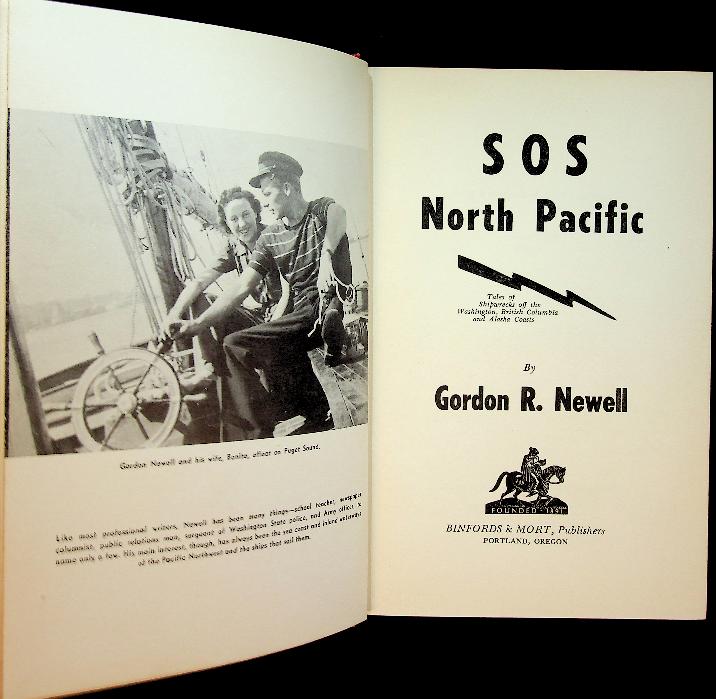 Gordon Newell and his wife, Bonita, afloat on Puget Sound.
Like most professional writers, Newell has been many things—school teacher, newspaper
columnist, public relations man, sergeant of Washington State police, and Army officer, to
name only a few. His main interest, though, has always been the sea coast and inland waterways
of the Pacific Northwest and the ships that sail them.
SOS
North Pacific
Tales of
Shipwrecks off the
Washington, British Columbia
and Alaska Coasts
By
Gordon R. Newell
FOUNDED 1891
BINFORDS & MORT, Publishers
PORTLAND, OREGON